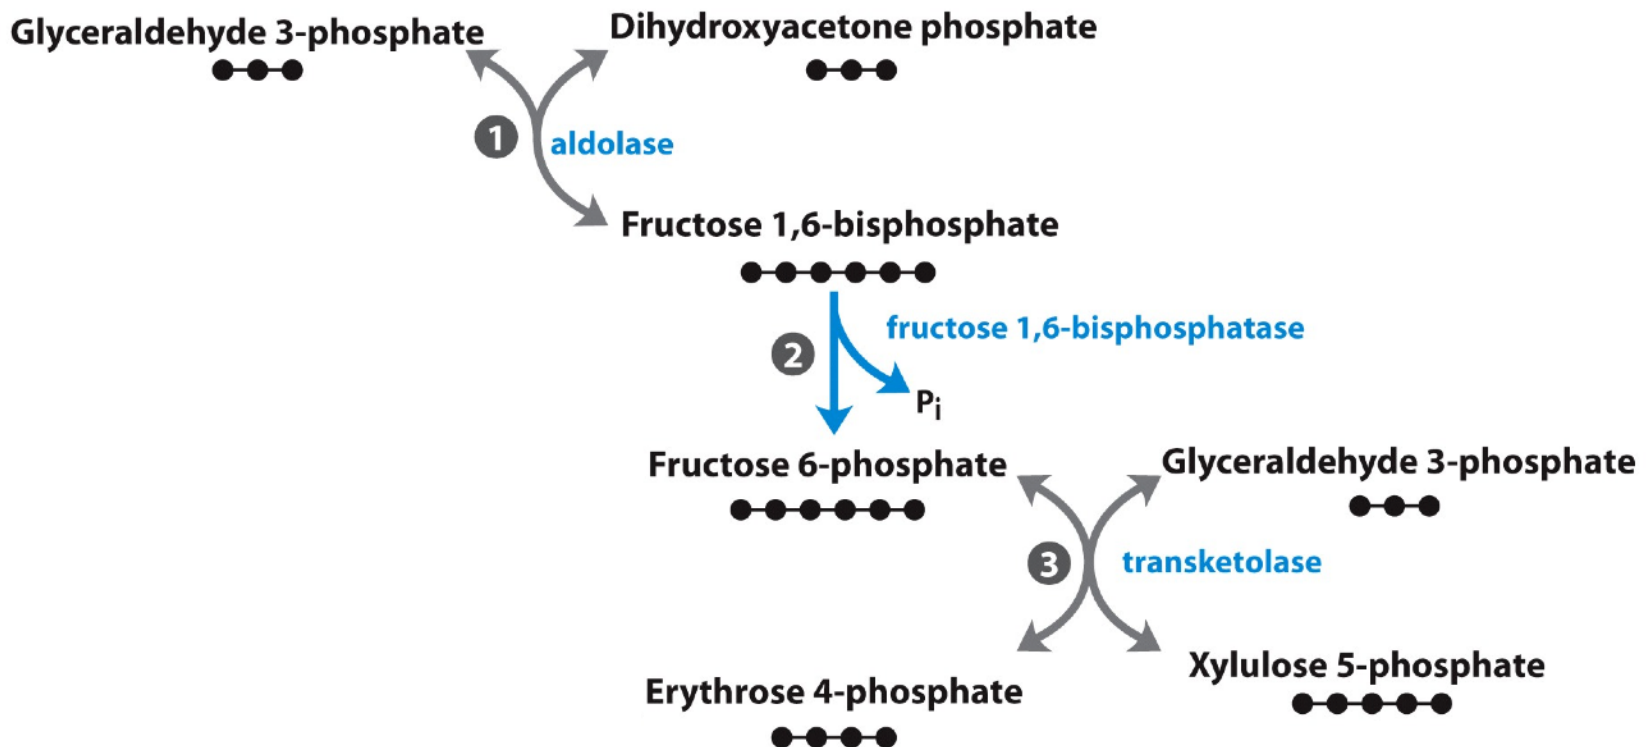 Glyceraldehyde 3-phosphate
Dihydroxyacetone phosphate
1
aldolase
Fructose 1,6-bisphosphate
fructose 1,6-bisphosphatase
2
Pi
Fructose 6-phosphate
Glyceraldehyde 3-phosphate
3
transketolase
Xylulose 5-phosphate
Erythrose 4-phosphate